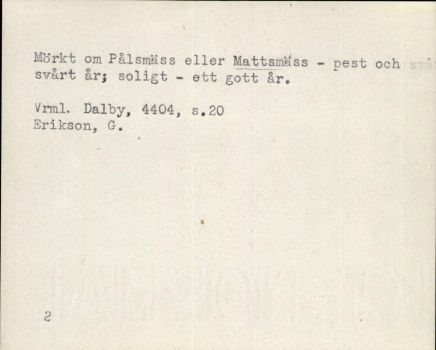 Mörkt om Pålsmäss eller Mattsmäss - pest och
svårt år; soligt - ett gott år.
Vrml. Dalby, 4404, s.20
Erikson, G.
2